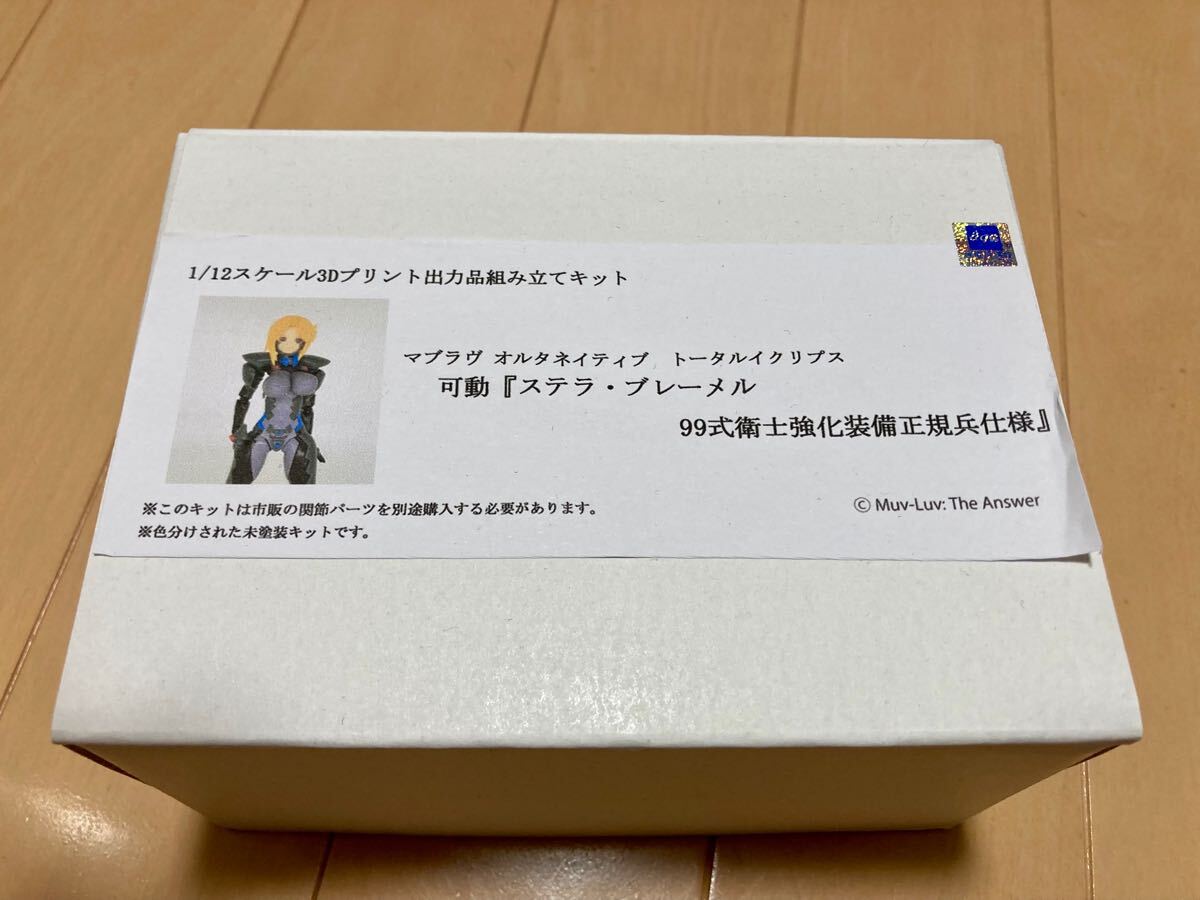 1/12スケール3Dプリント出力品組み立てキット
マブラヴ オルタネイティブ　トータルイクリプス
可動『ステラ・ブレーメル
99式衛士強化装備正規兵仕様』
※このキットは市販の関節パーツを別途購入する必要があります。
※色分けされた未塗装キットです。
© Muv-Luv: The Answer